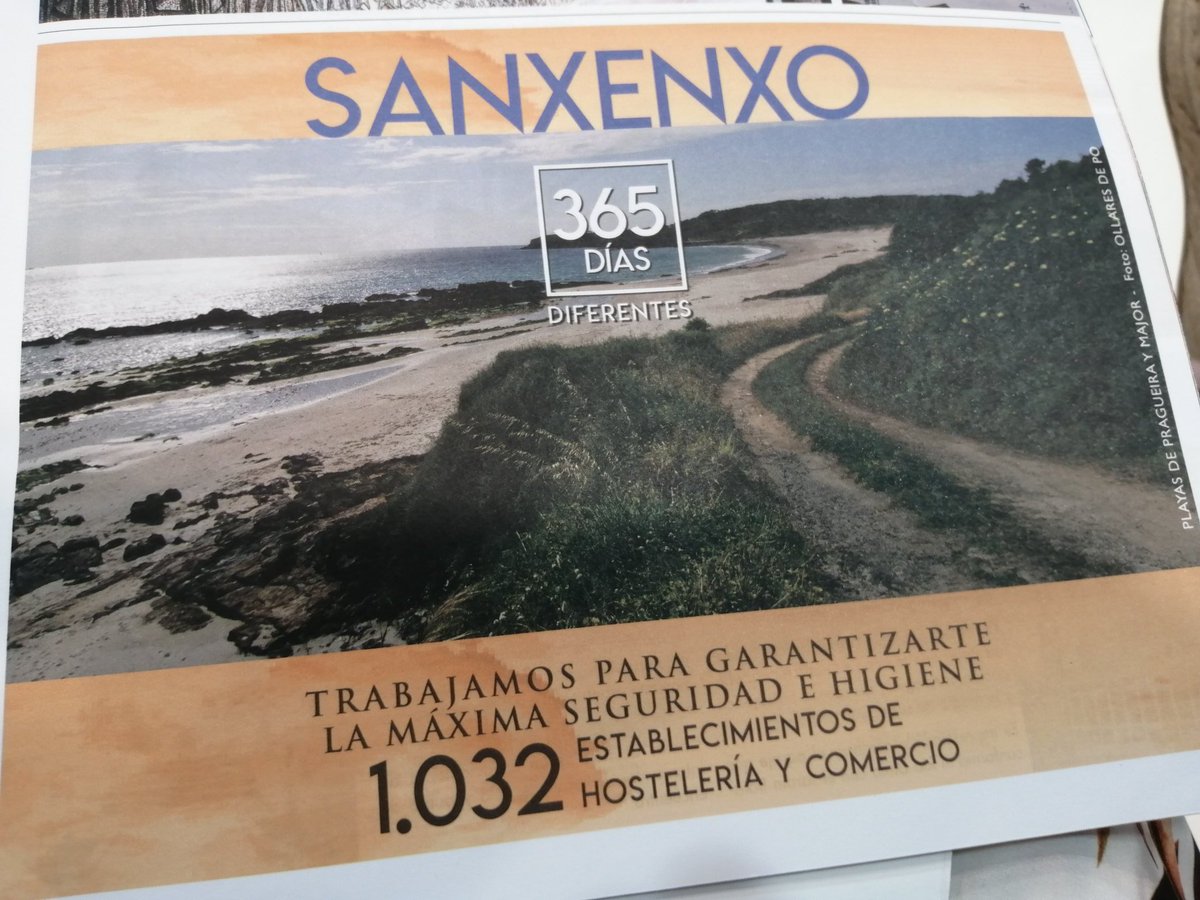 SANXENXO
365
DÍAS
DIFERENTES
PLAYAS DE PRAGUEIRA Y MAJOR - Foto: OLLARES DE PO
TRABAJAMOS PARA GARANTIZARTE
LA MÁXIMA SEGURIDAD E HIGIENE
1.032 ESTABLECIMIENTOS DE
HOSTELERÍA Y COMERCIO